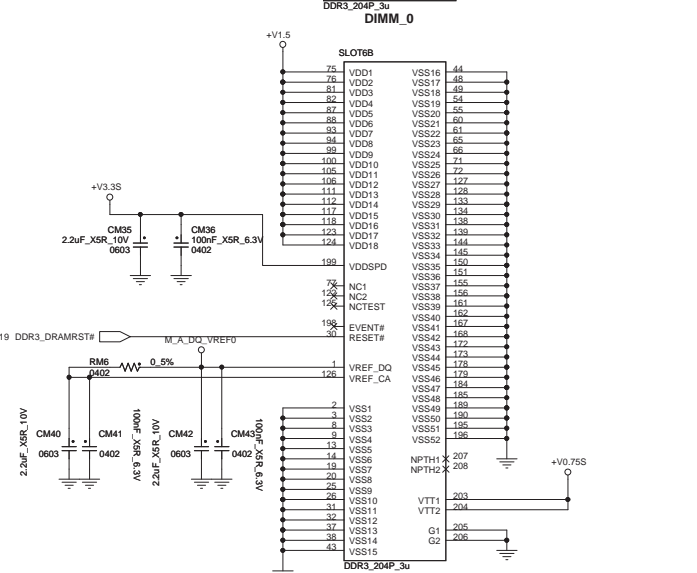 DDR3_204P_3u
DIMM_0
+V1.5
SLOT6B
75 VDD1 VSS16 44
76 VDD2 VSS17 48
81 VDD3 VSS18 49
82 VDD4 VSS19 54
87 VDD5 VSS20 55
88 VDD6 VSS21 60
93 VDD7 VSS22 61
94 VDD8 VSS23 65
99 VDD9 VSS24 66
100 VDD10 VSS25 71
105 VDD11 VSS26 72
106 VDD12 VSS27 127
111 VDD13 VSS28 128
112 VDD14 VSS29 133
117 VDD15 VSS30 134
118 VDD16 VSS31 138
123 VDD17 VSS32 139
124 VDD18 VSS33 144
VSS34 145
199 VDDSPD VSS35 150
VSS36 151
77 NC1 VSS37 155
122 NC2 VSS38 156
125 NCTEST VSS39 161
VSS40 162
198 EVENT# VSS41 167
30 RESET# VSS42 168
VSS43 172
VSS44 173
1 VREF_DQ VSS45 178
126 VREF_CA VSS46 179
VSS47 184
VSS48 185
2 VSS1 VSS49 189
3 VSS2 VSS50 190
8 VSS3 VSS51 195
9 VSS4 VSS52 196
13 VSS5
14 VSS6 NPTH1 207
19 VSS7 NPTH2 208
20 VSS8
25 VSS9
26 VSS10 VTT1 203
31 VSS11 VTT2 204
32 VSS12
37 VSS13 G1 205
38 VSS14 G2 206
43 VSS15
DDR3_204P_3u
+V3.3S
CM35
2.2uF_X5R_10V
0603
CM36
100nF_X5R_6.3V
0402
19 DDR3_DRAMRST#
M_A_DQ_VREF0
RM6 0_5%
0402
2.2uF_X5R_10V
CM40
0603
CM41
0402
100nF_X5R_6.3V
2.2uF_X5R_10V
CM42
0603
CM43
0402
100nF_X5R_6.3V
+V0.75S